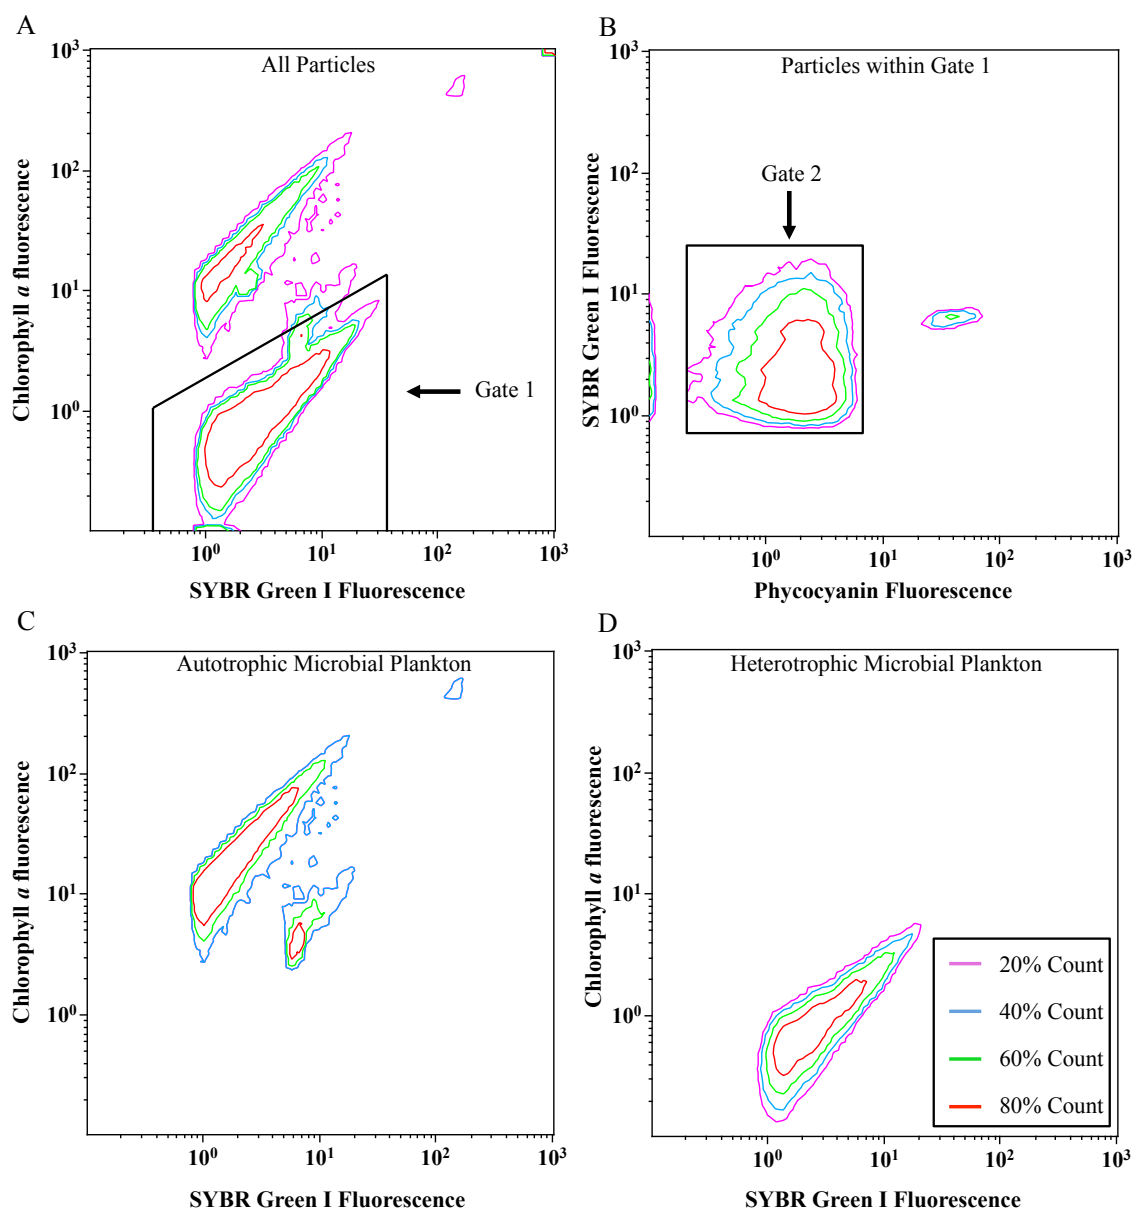 A
All Particles
10³
10²
10¹
10⁰
Chlorophyll a fluorescence
Gate 1
10⁰ 10¹ 10² 10³
SYBR Green I Fluorescence
B
Particles within Gate 1
10³
10²
10¹
10⁰
SYBR Green I Fluorescence
Gate 2
10⁰ 10¹ 10² 10³
Phycocyanin Fluorescence
C
Autotrophic Microbial Plankton
10³
10²
10¹
10⁰
Chlorophyll a fluorescence
10⁰ 10¹ 10² 10³
SYBR Green I Fluorescence
D
Heterotrophic Microbial Plankton
10³
10²
10¹
10⁰
Chlorophyll a fluorescence
20% Count
40% Count
60% Count
80% Count
10⁰ 10¹ 10² 10³
SYBR Green I Fluorescence